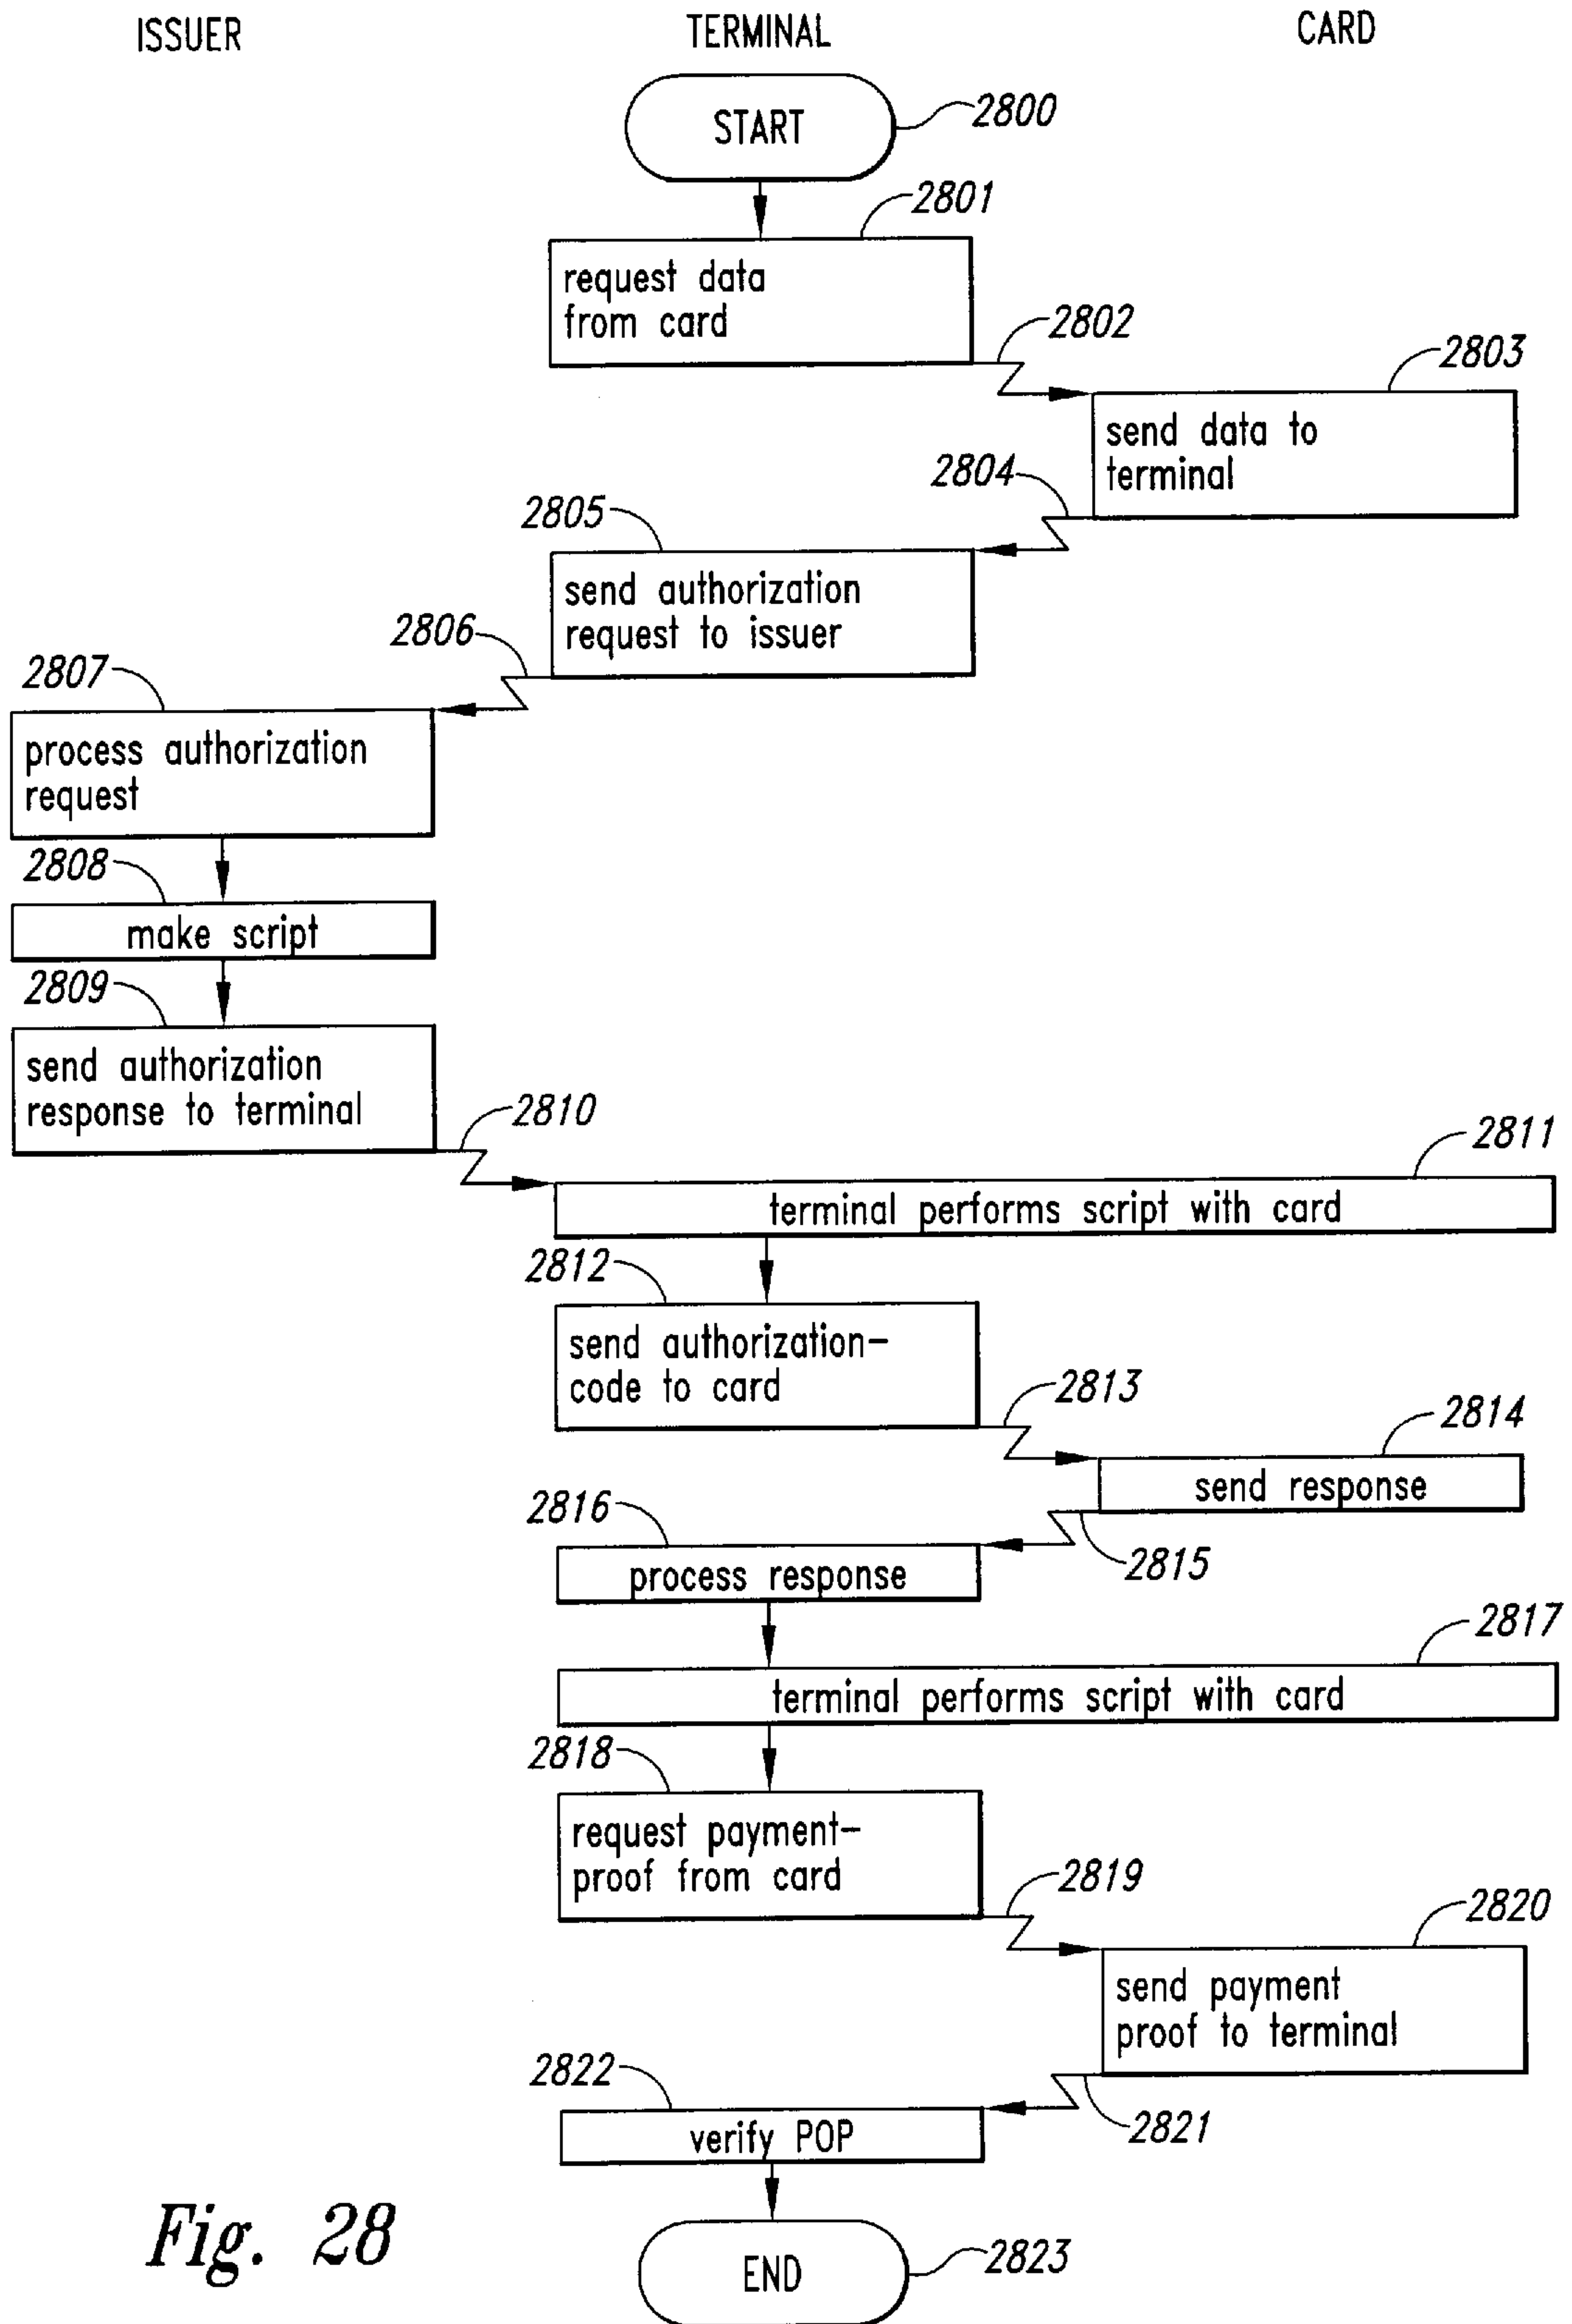 ISSUER TERMINAL CARD
START
2800
2801
request data
from card
2802
2803
send data to
terminal
2804
2805
send authorization
request to issuer
2806
2807
process authorization
request
2808
make script
2809
send authorization
response to terminal
2810
2811
terminal performs script with card
2812
send authorization-
code to card
2813
2814
send response
2815
2816
process response
2817
terminal performs script with card
2818
request payment-
proof from card
2819
2820
send payment
proof to terminal
2821
2822
verify POP
END
2823
Fig. 28